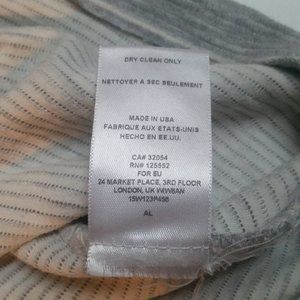 DRY CLEAN ONLY
NETTOYER A SEC SEULEMENT
MADE IN USA
FABRIQUE AUX ETATS-UNIS
HECHO EN EE.UU.
CA# 32054
RN# 125552
FOR EU
24 MARKET PLACE, 3RD FLOOR
LONDON, UK W1W8AN
15W123P458
AL